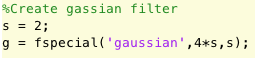 %Create gassian filter
s = 2;
g = fspecial('gaussian',4*s,s);